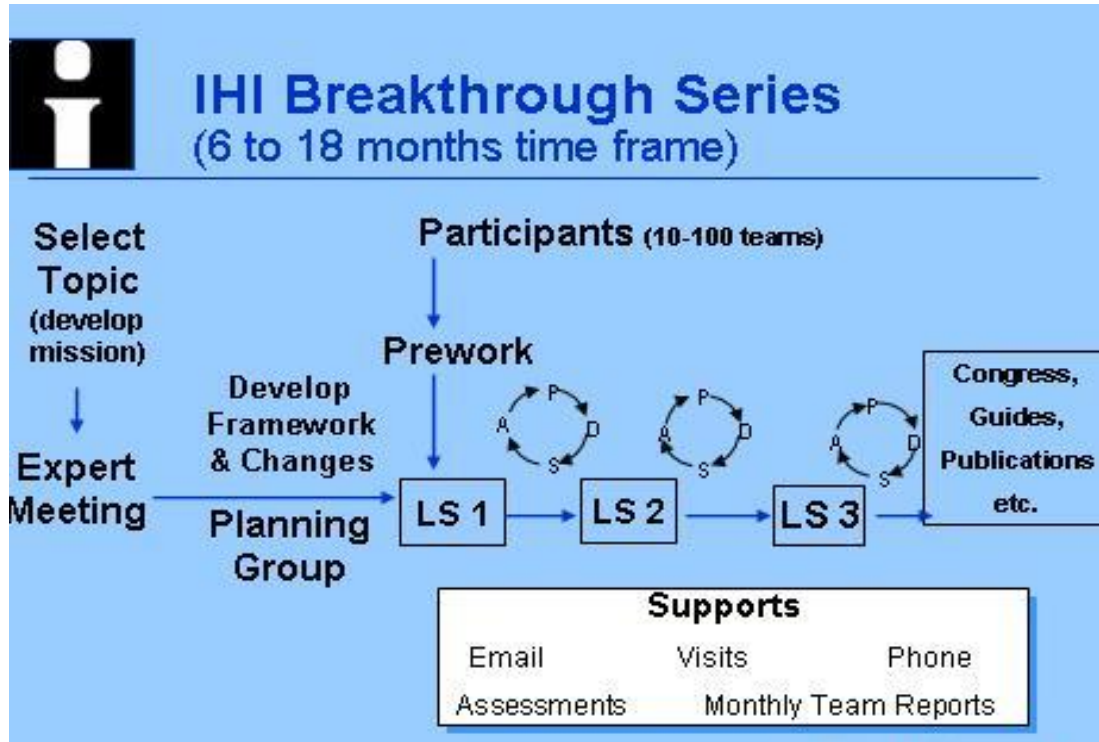 IHI Breakthrough Series
(6 to 18 months time frame)
Select
Topic
(develop
mission)
Expert
Meeting
Participants (10-100 teams)
Prework
Develop
Framework
& Changes
Planning
Group
LS 1
P
D
S
A
LS 2
P
D
S
A
LS 3
P
D
S
A
Congress,
Guides,
Publications
etc.
Supports
Email Visits Phone
Assessments Monthly Team Reports